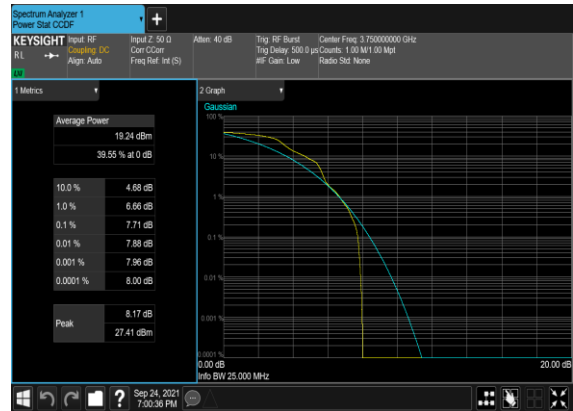 Spectrum Analyzer 1
Power Stat CCDF
KEYSIGHT
RL
Input: RF
Coupling: DC
Align: Auto
Input Z: 50 Ω
Corr CCorr
Freq Ref: Int (S)
Atten: 40 dB
Trig: RF Burst
Trig Delay: 500.0 µs
#IF Gain: Low
Center Freq: 3.750000000 GHz
Counts: 1.00 M/1.00 Mpt
Radio Std: None
1 Metrics
Average Power
19.24 dBm
39.55 % at 0 dB
10.0 % 4.68 dB
1.0 % 6.66 dB
0.1 % 7.71 dB
0.01 % 7.88 dB
0.001 % 7.96 dB
0.0001 % 8.00 dB
Peak
8.17 dB
27.41 dBm
2 Graph
Gaussian
100 %
10 %
1 %
0.1 %
0.01 %
0.001 %
0.0001 %
0.00 dB
20.00 dB
Info BW 25.000 MHz
?
Sep 24, 2021
7:00:36 PM